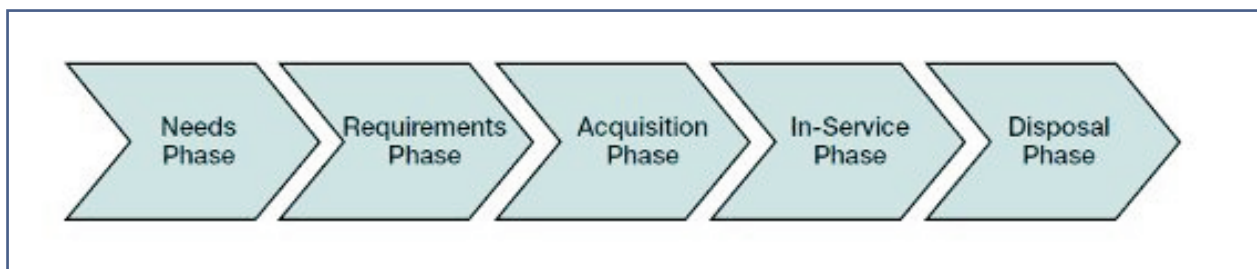 Needs
Phase
Requirements
Phase
Acquisition
Phase
In-Service
Phase
Disposal
Phase